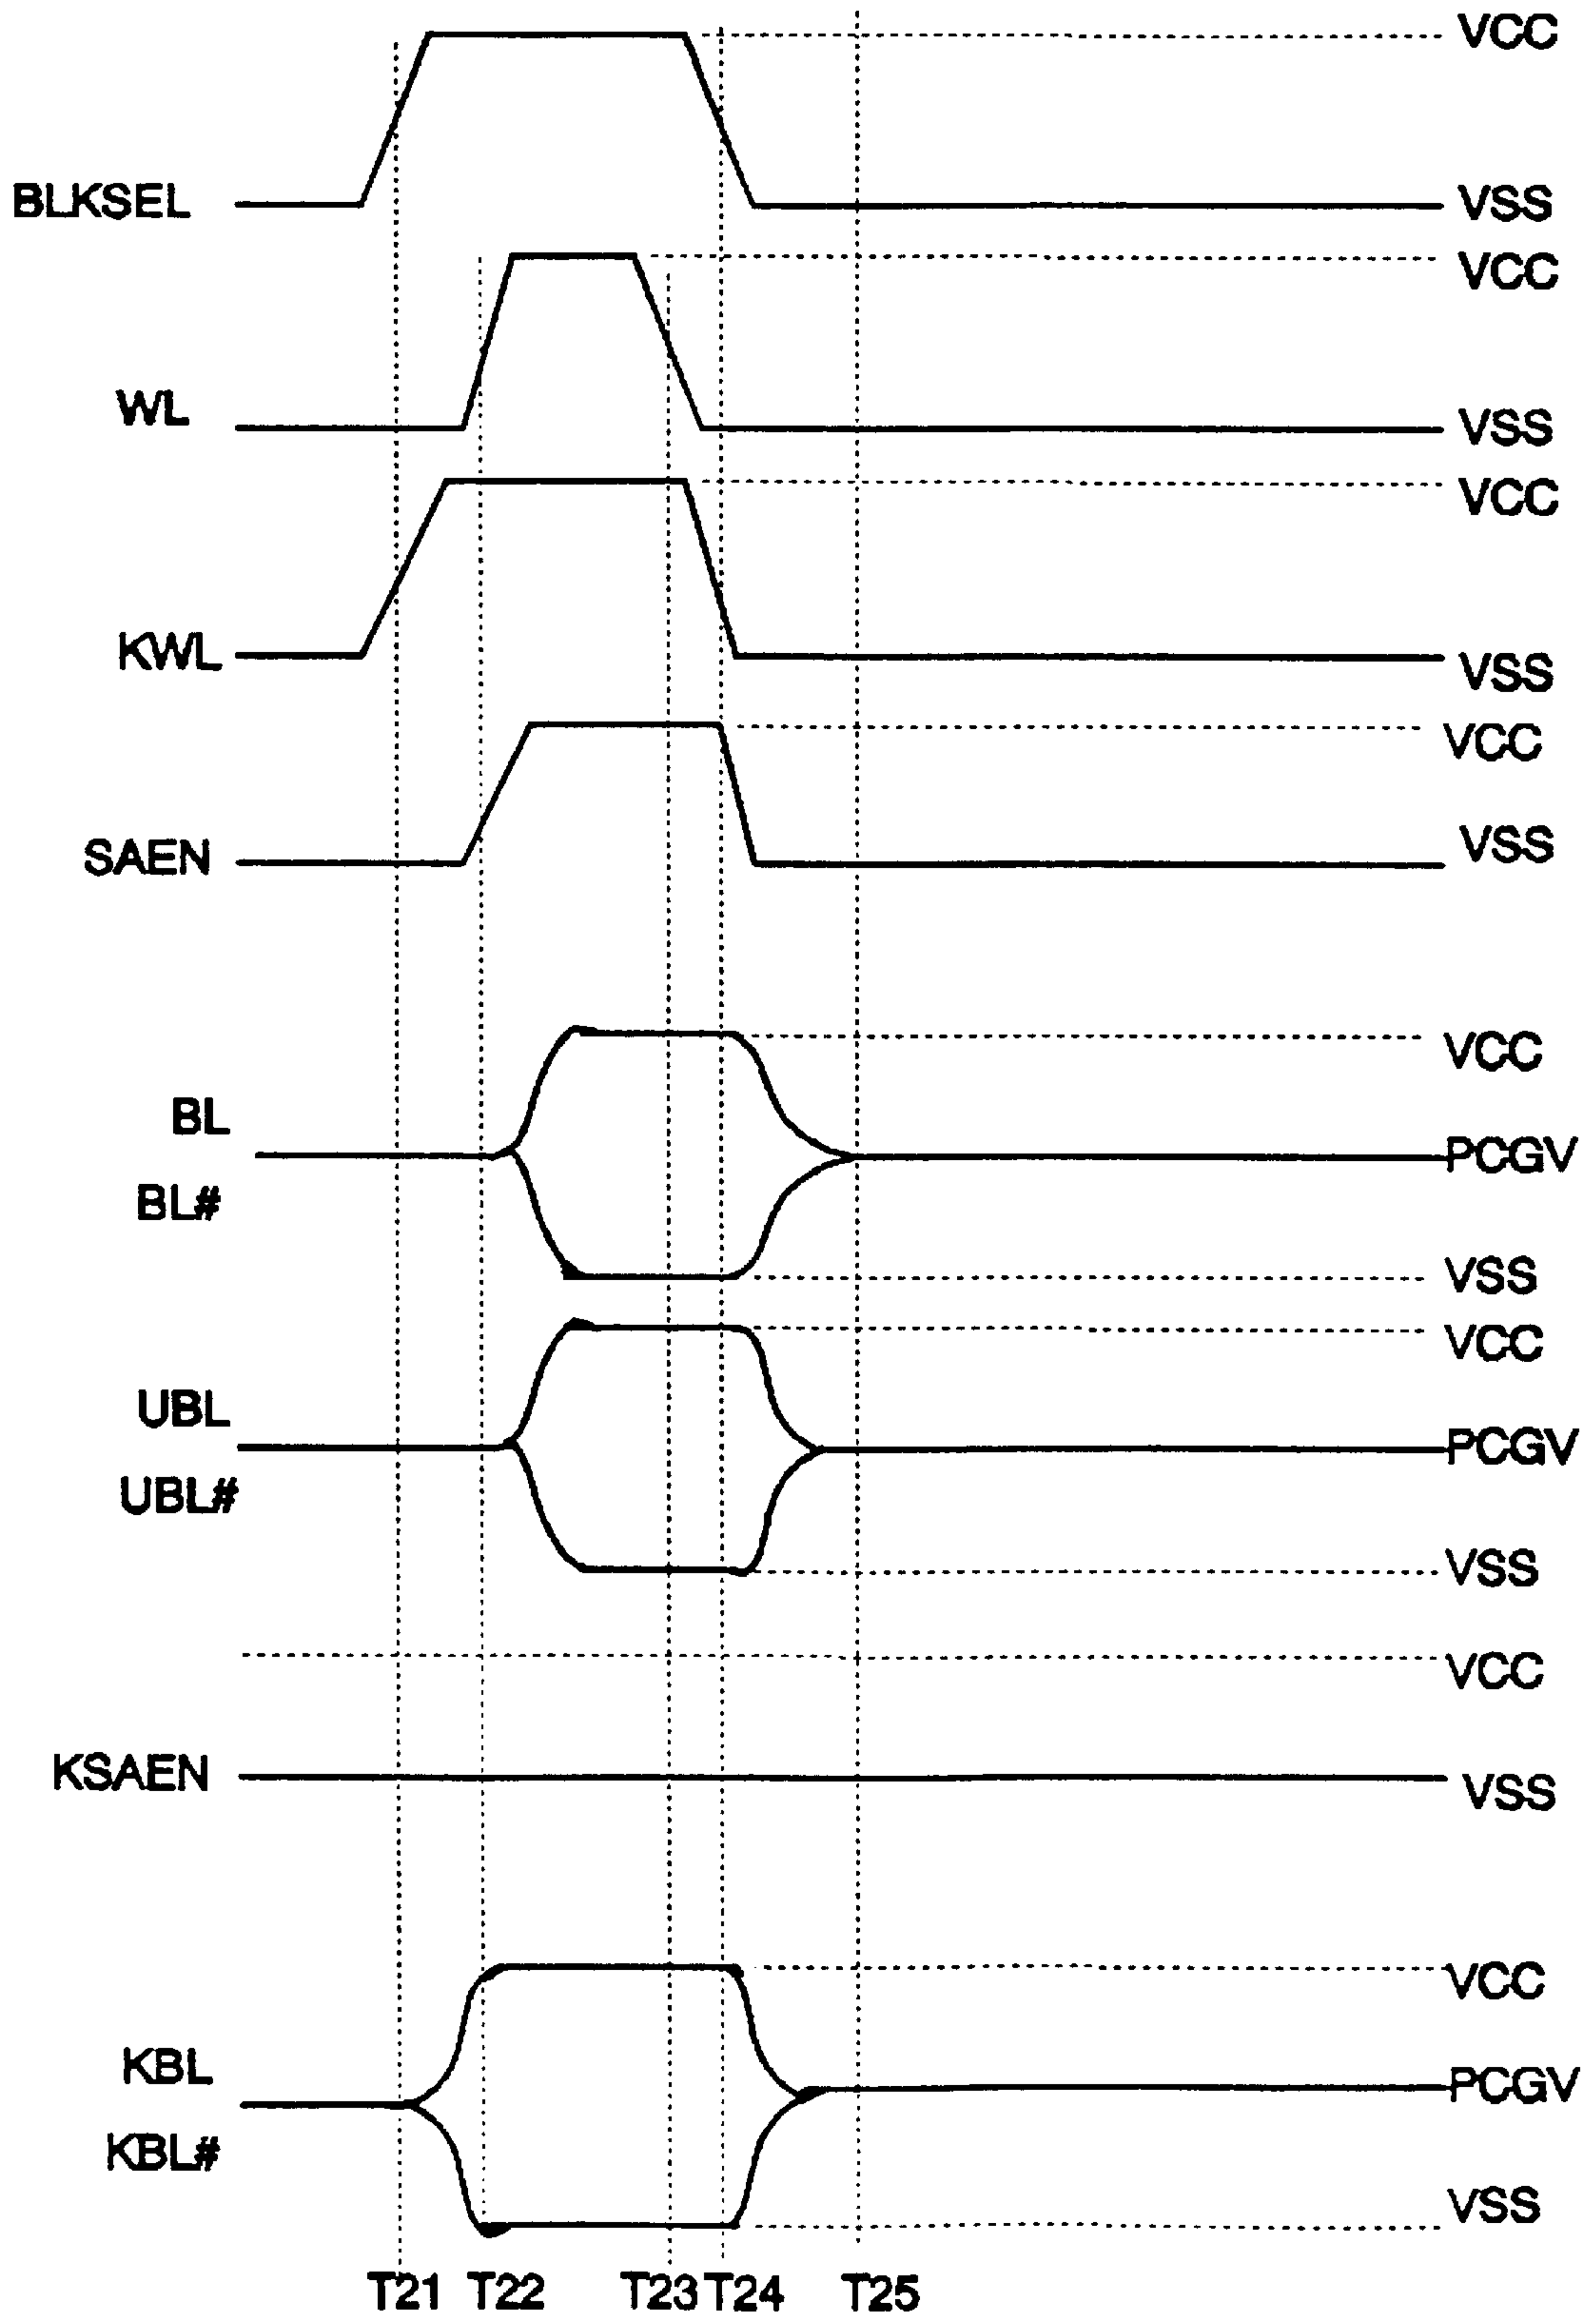 VCC
BLKSEL
VSS
VCC
WL
VSS
VCC
KWL
VSS
VCC
SAEN
VSS
VCC
BL
PCGV
BL#
VSS
VCC
UBL
PCGV
UBL#
VSS
VCC
KSAEN
VSS
VCC
KBL
PCGV
KBL#
VSS
T21 T22 T23 T24 T25